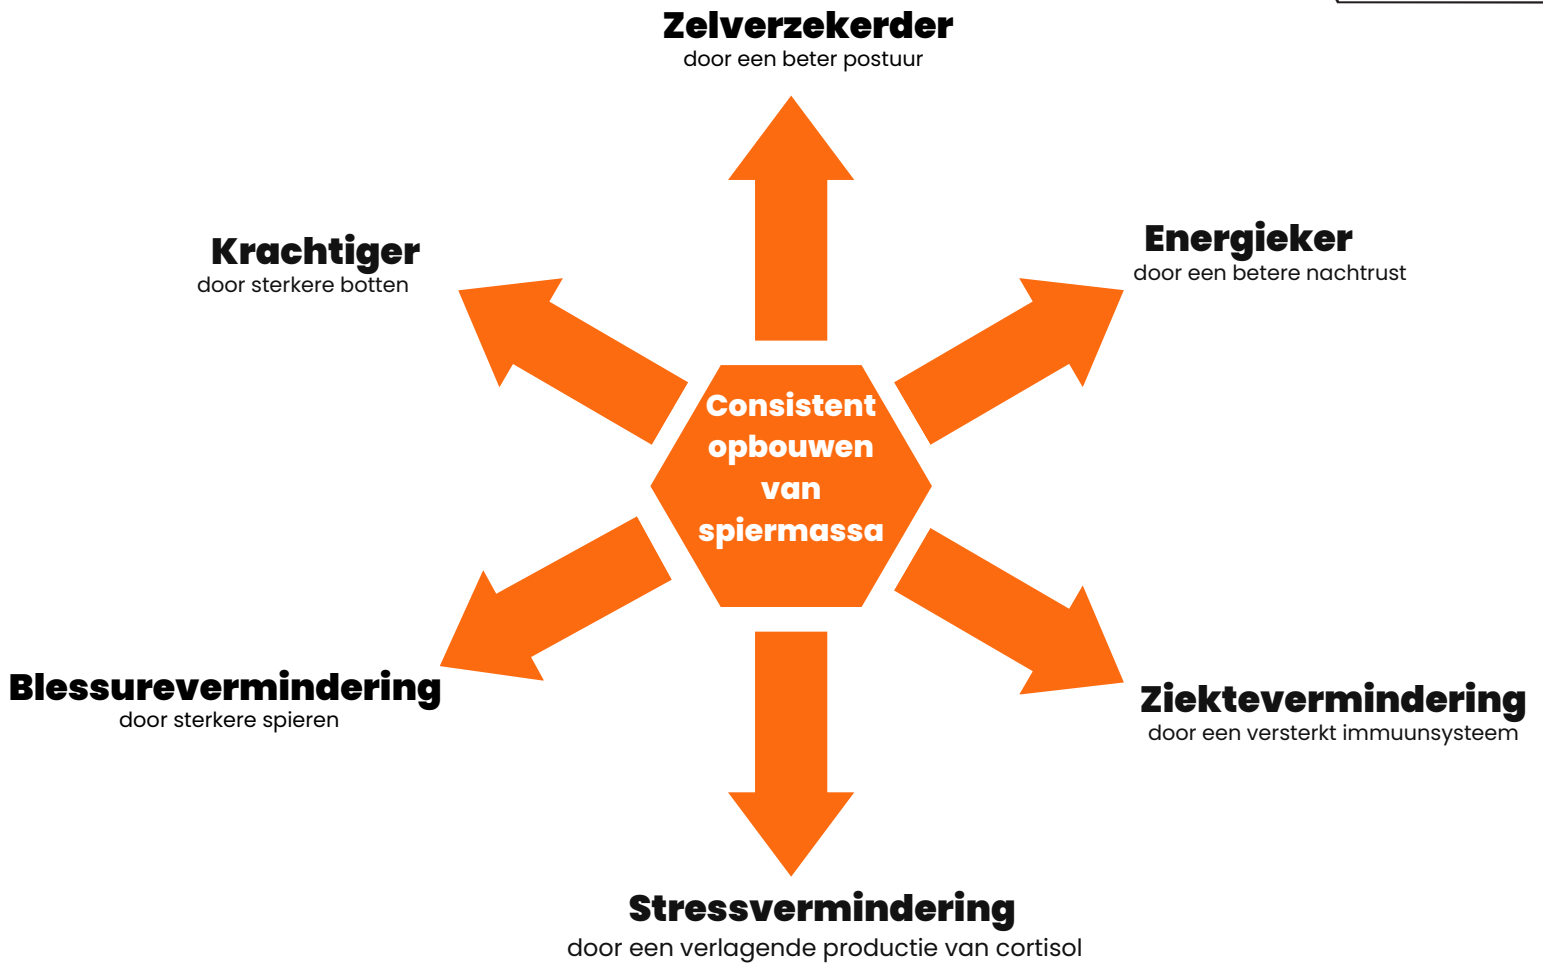 Zelverzekerder
door een beter postuur
Krachtiger
door sterkere botten
Energieker
door een betere nachtrust
Consistent
opbouwen
van
spiermassa
Blessurevermindering
door sterkere spieren
Ziektevermindering
door een versterkt immuunsysteem
Stressvermindering
door een verlagende productie van cortisol